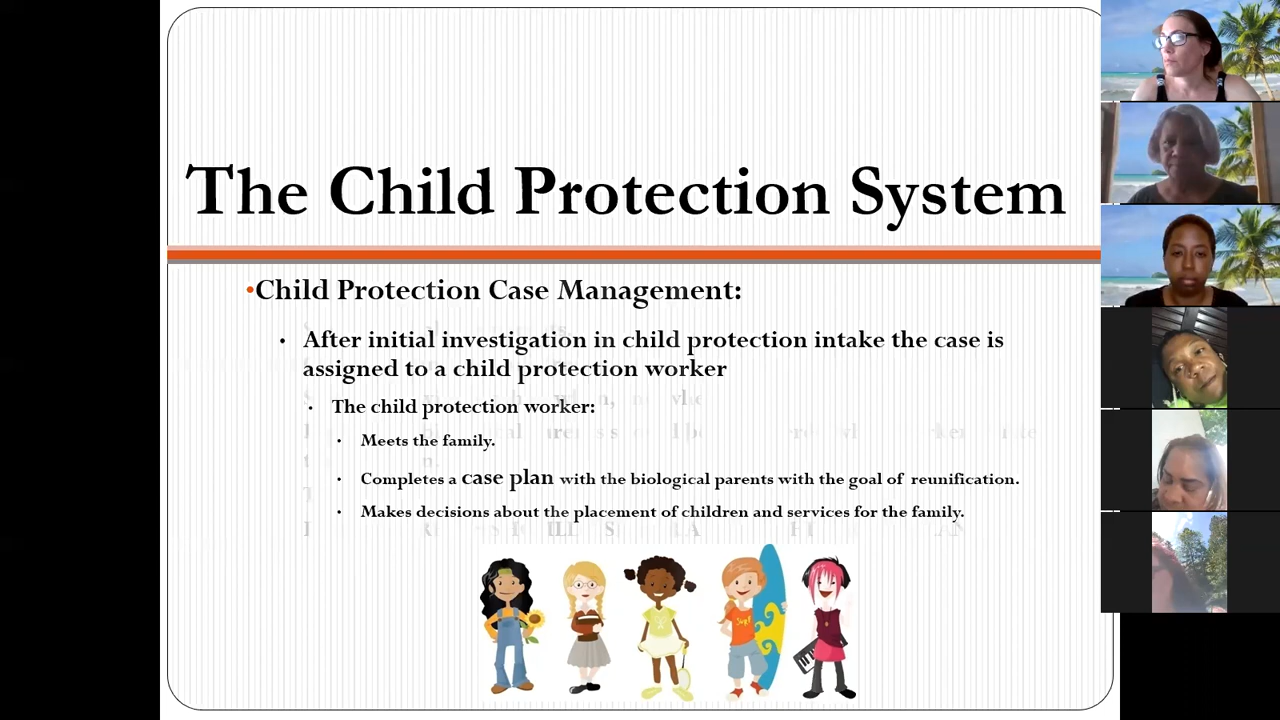 The Child Protection System
•Child Protection Case Management:
• After initial investigation in child protection intake the case is
assigned to a child protection worker
• The child protection worker:
• Meets the family.
• Completes a case plan with the biological parents with the goal of reunification.
• Makes decisions about the placement of children and services for the family.
Surf